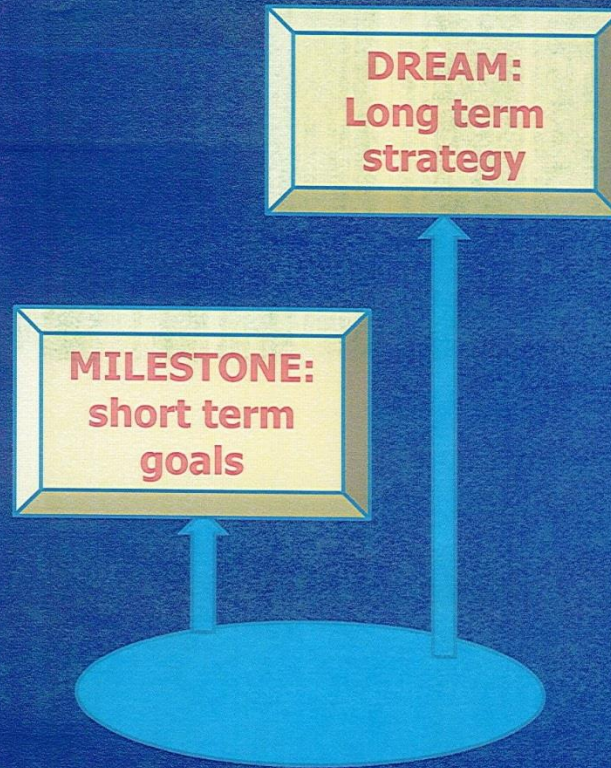 DREAM:
Long term
strategy
MILESTONE:
short term
goals